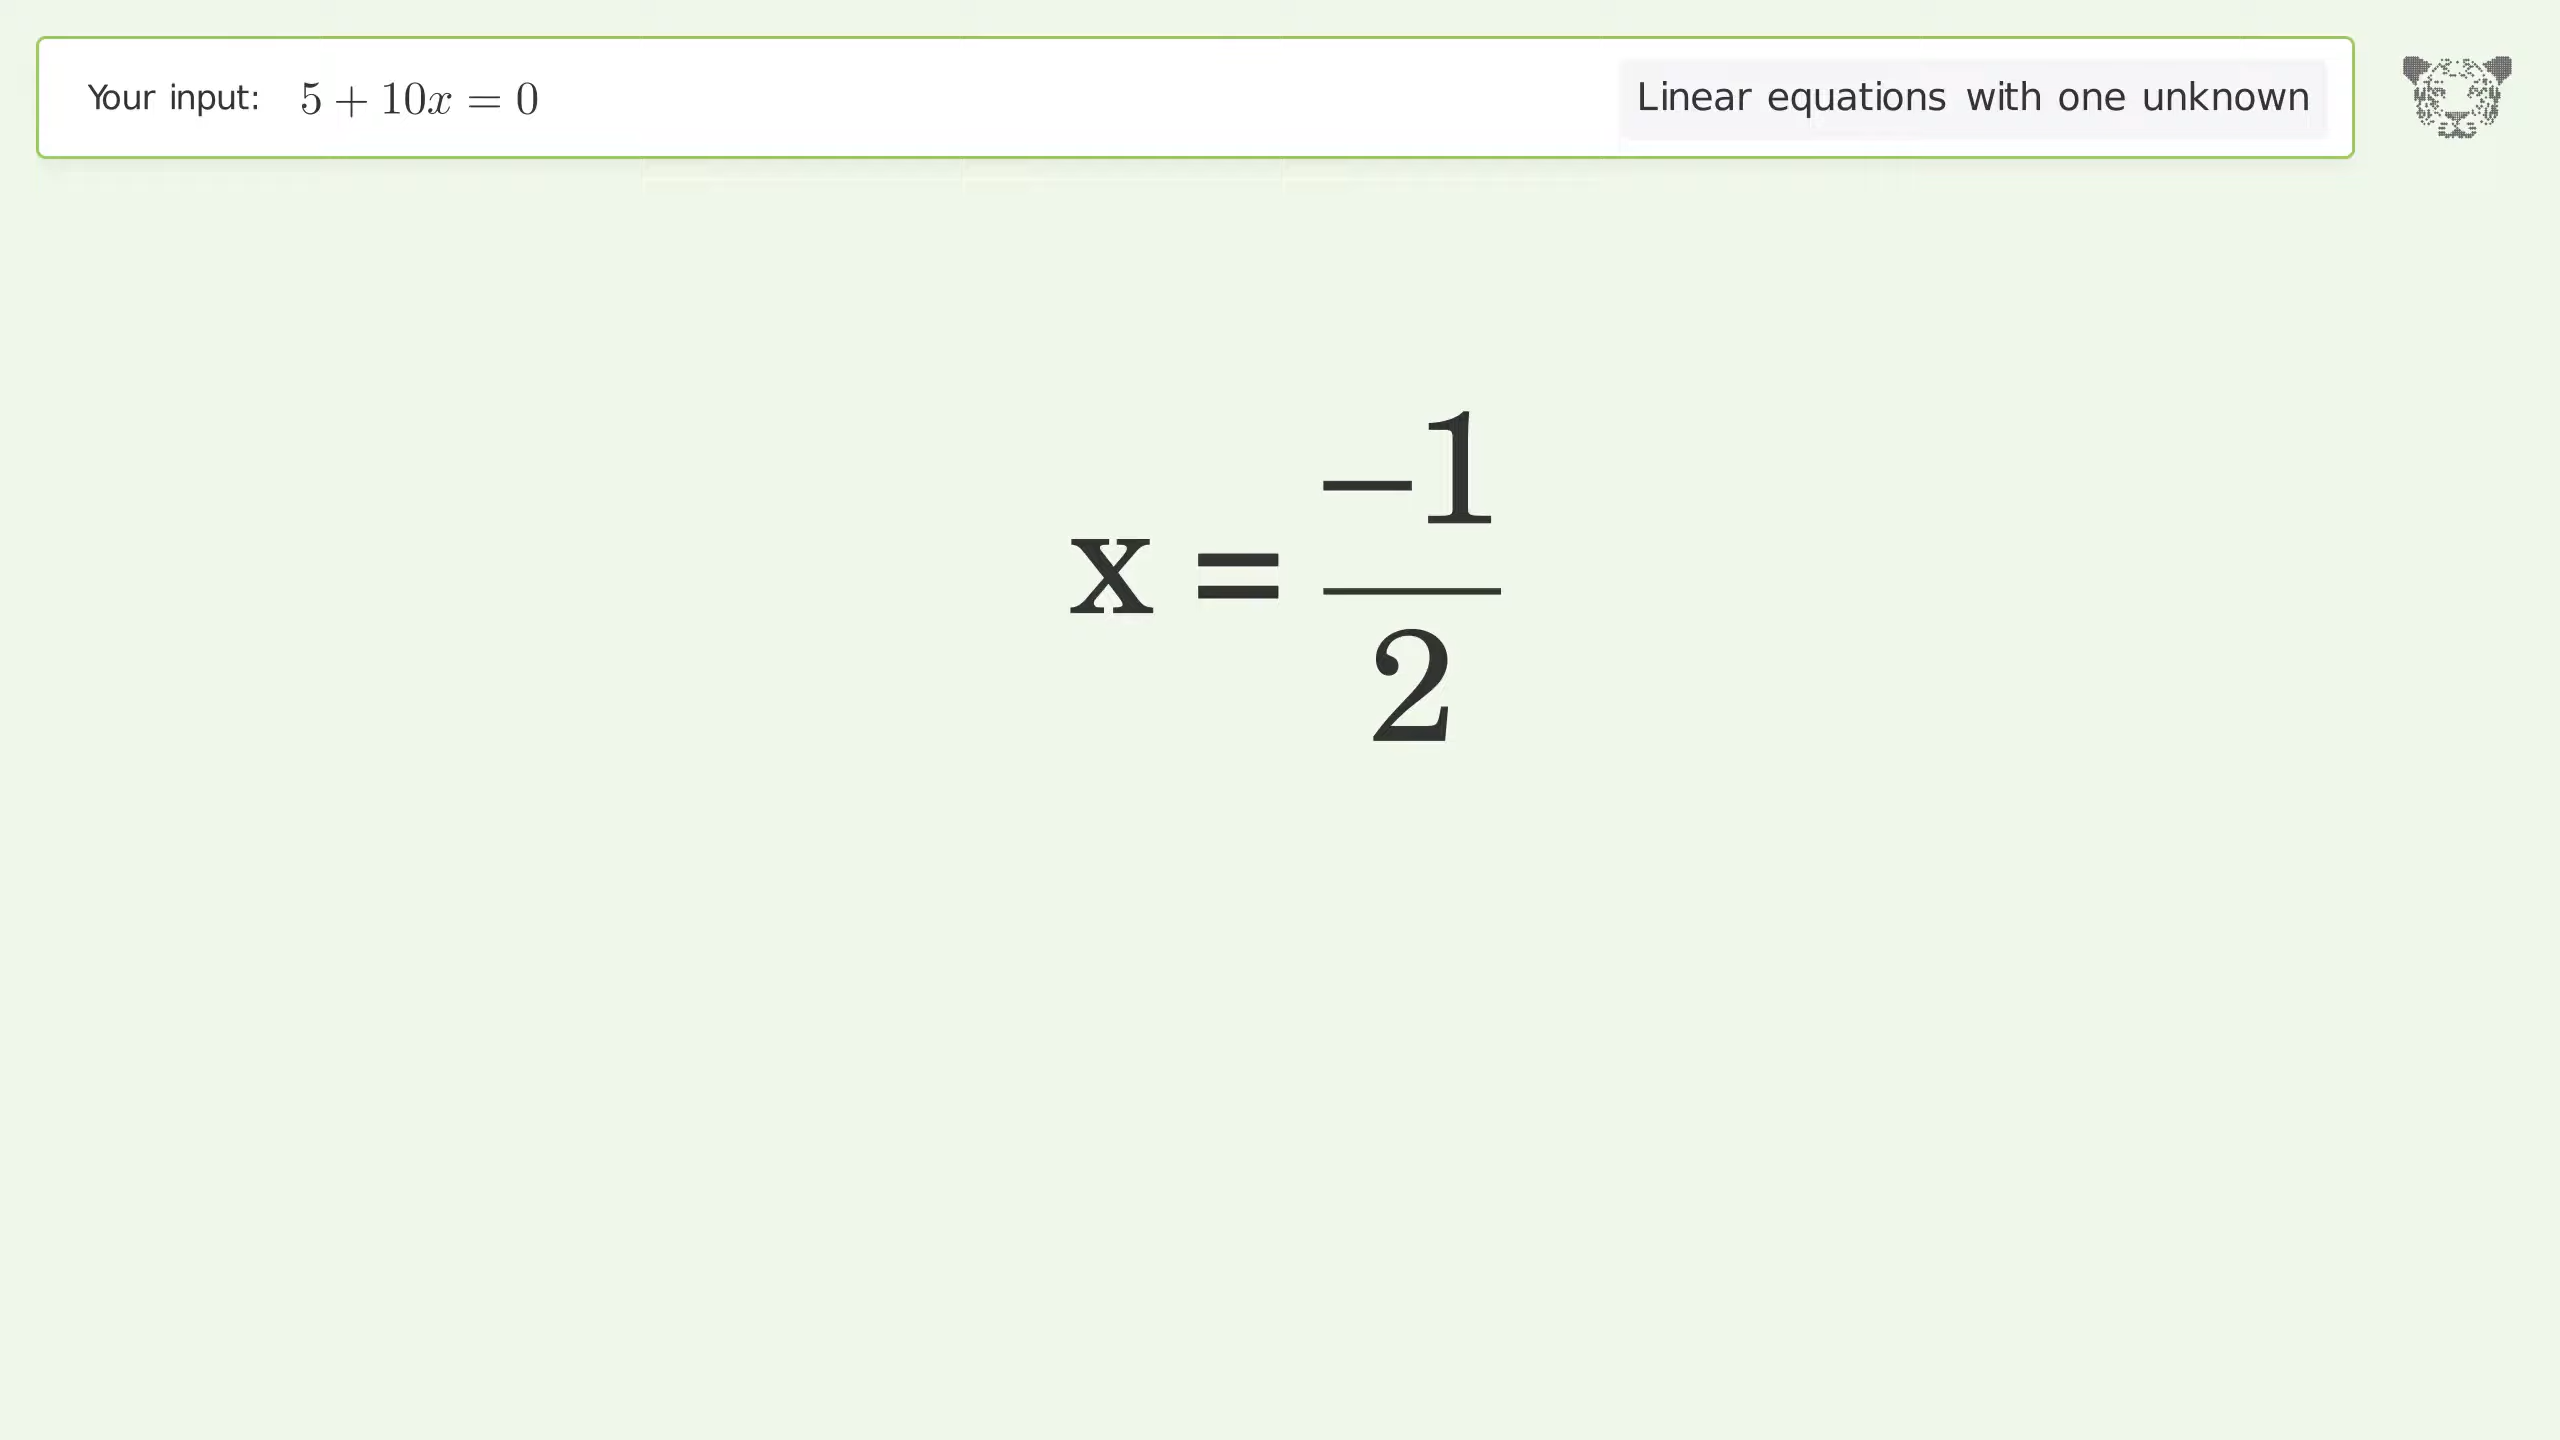 Your input: 5 + 10x = 0
Linear equations with one unknown
x = −1/2